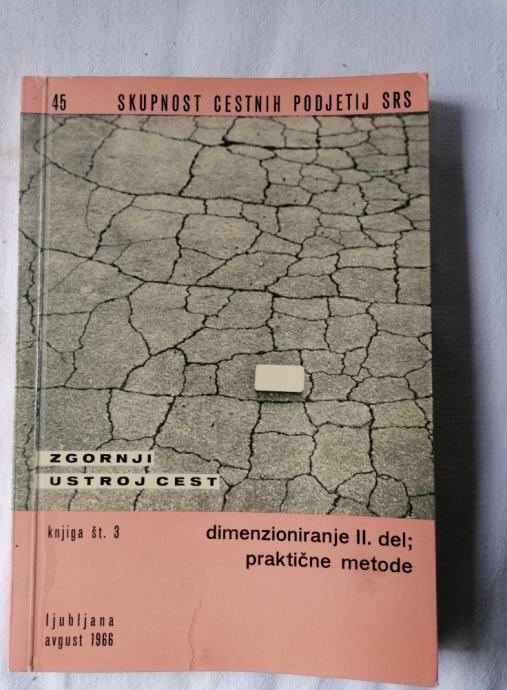 45 SKUPNOST CESTNIH PODJETIJ SRS
ZGORNJI
USTROJ CEST
knjiga št. 3
dimenzioniranje II. del;
praktične metode
ljubljana
avgust 1966